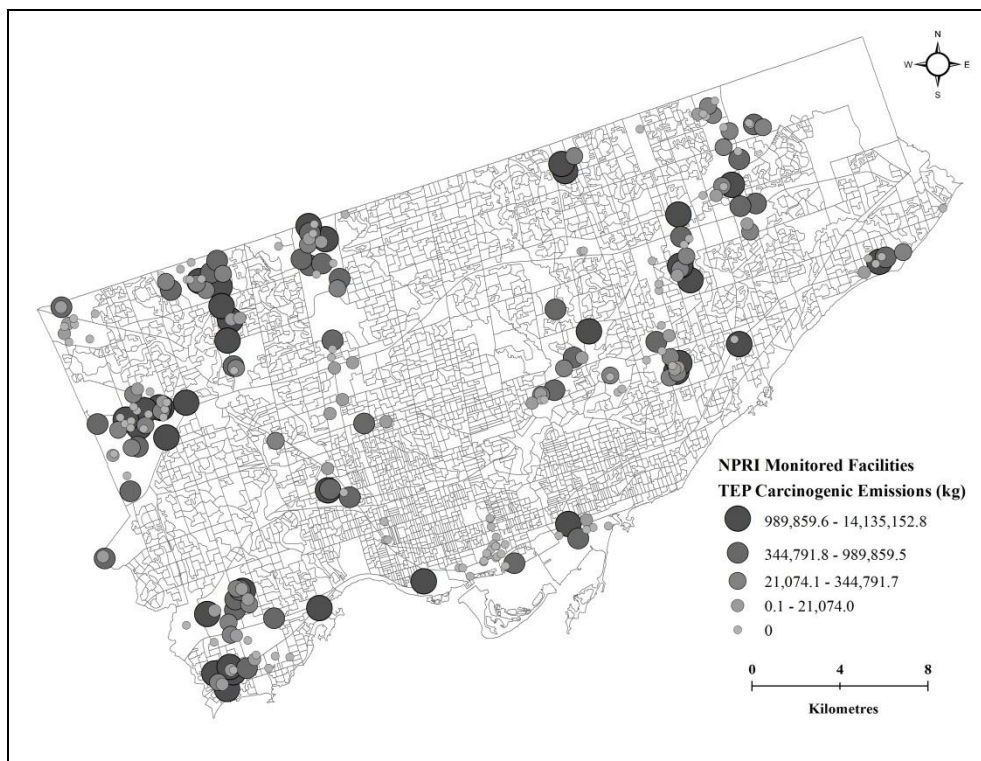 N
W E
S
NPRI Monitored Facilities
TEP Carcinogenic Emissions (kg)
989,859.6 - 14,135,152.8
344,791.8 - 989,859.5
21,074.1 - 344,791.7
0.1 - 21,074.0
0
0 4 8
Kilometres